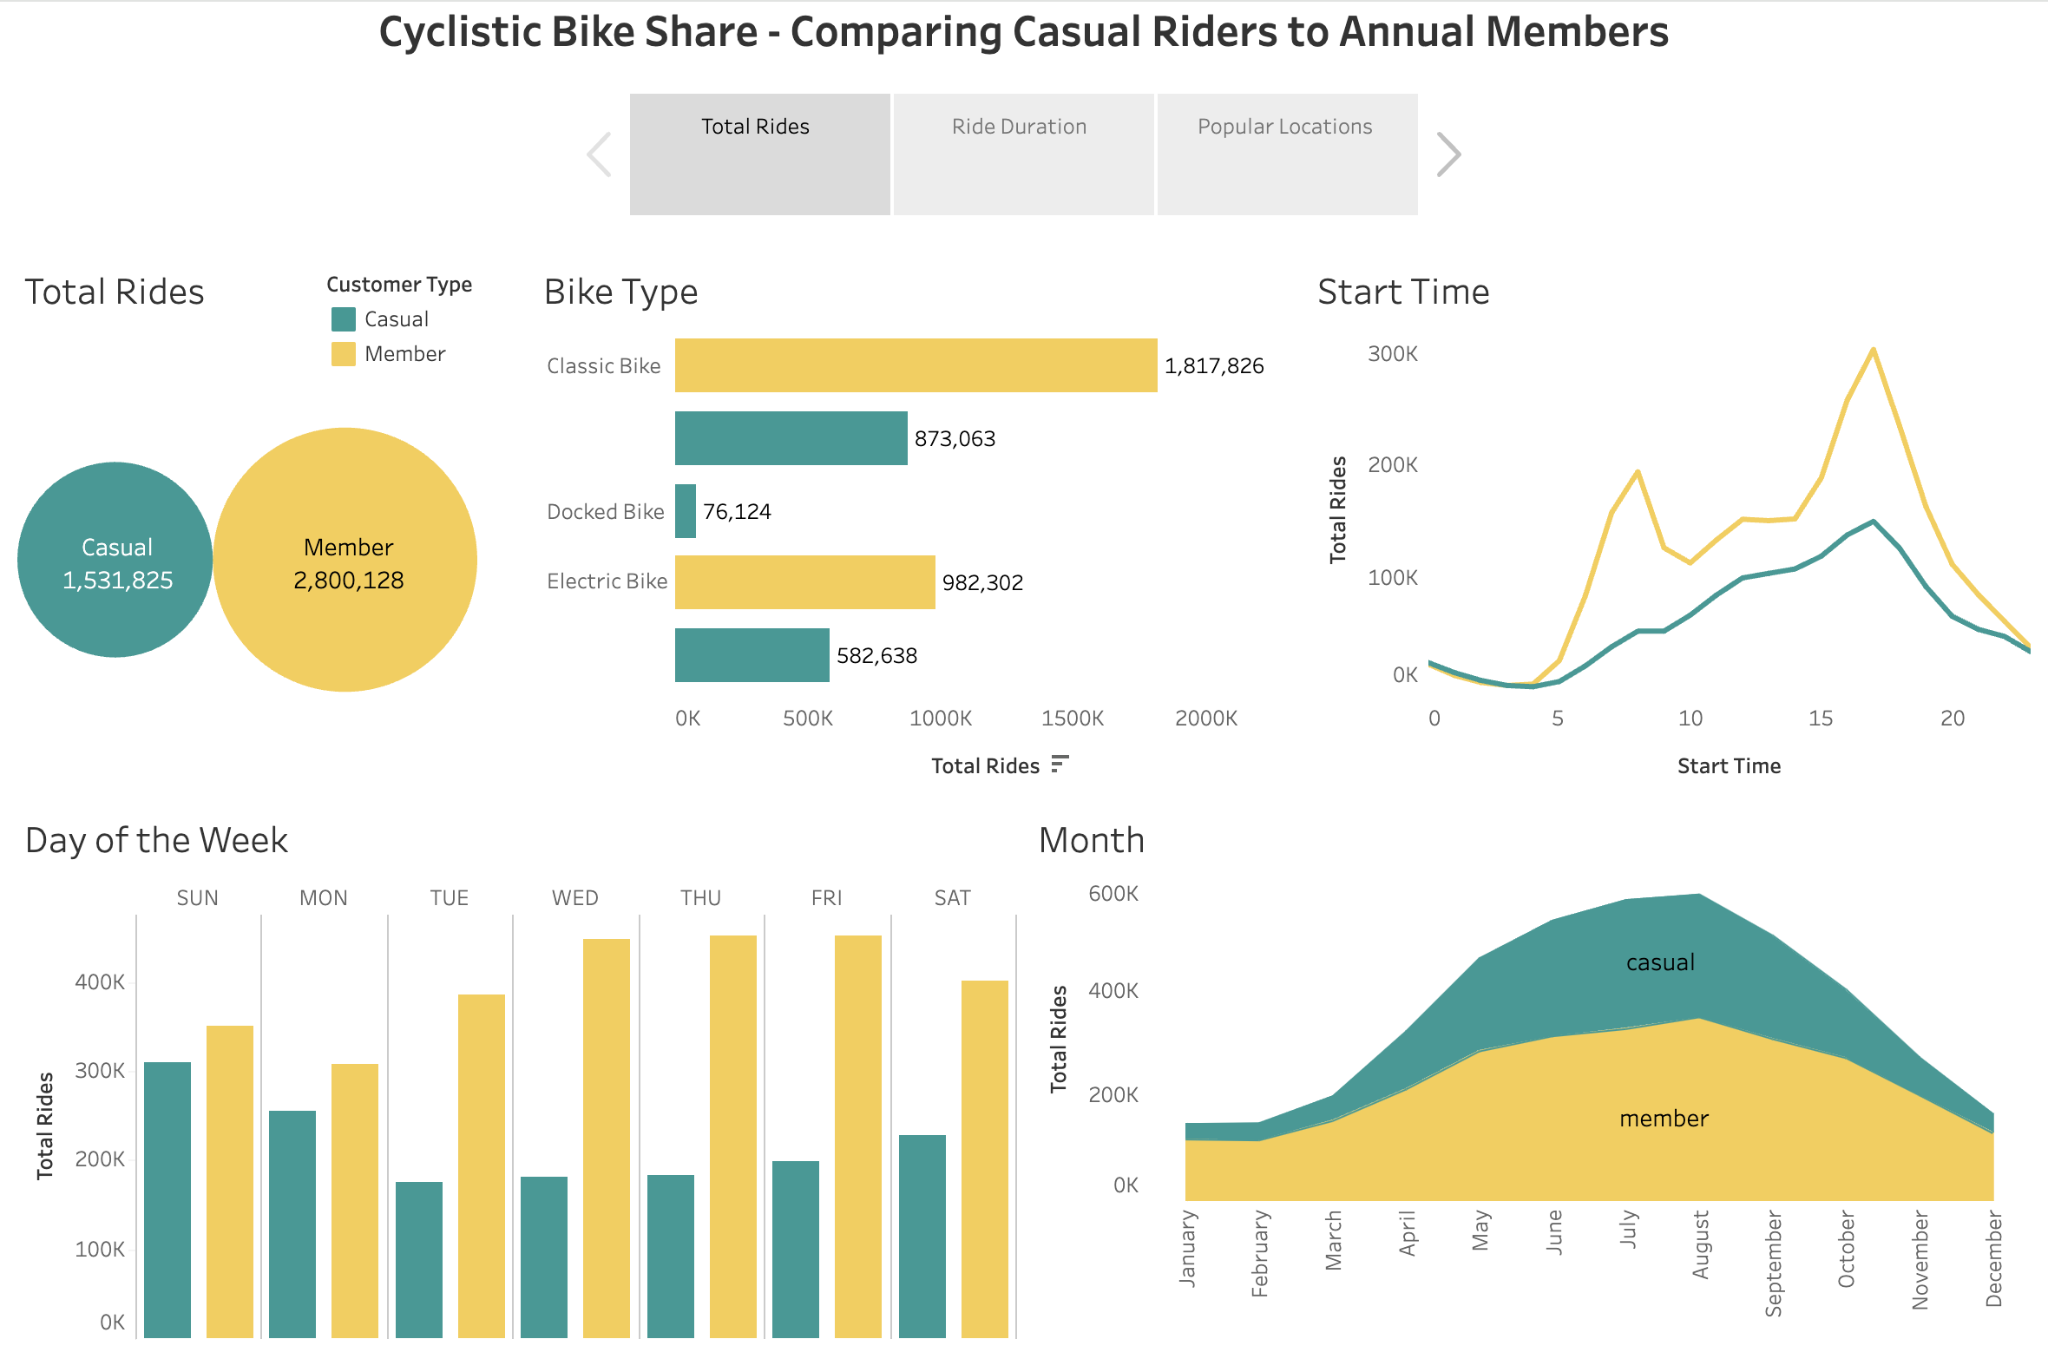 Cyclistic Bike Share - Comparing Casual Riders to Annual Members
Total Rides
Ride Duration
Popular Locations
Total Rides
Customer Type
Casual
Member
Casual
1,531,825
Member
2,800,128
Bike Type
Classic Bike
1,817,826
873,063
Docked Bike
76,124
Electric Bike
982,302
582,638
0K
500K
1000K
1500K
2000K
Total Rides
Start Time
300K
200K
100K
0K
Total Rides
0
5
10
15
20
Start Time
Day of the Week
SUN
MON
TUE
WED
THU
FRI
SAT
400K
300K
200K
100K
0K
Total Rides
Month
600K
400K
200K
0K
Total Rides
casual
member
January
February
March
April
May
June
July
August
September
October
November
December